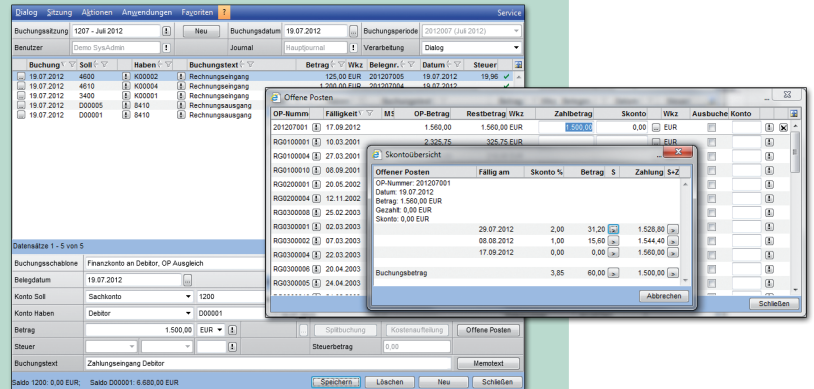 Dialog Sitzung Aktionen Anwendungen Favoriten ? Service
Buchungssitzung 1207 - Juli 2012 Neu Buchungsdatum 19.07.2012 Buchungsperiode 2012007 (Juli 2012)
Benutzer Demo SysAdmin Journal Hauptjournal Verarbeitung Dialog
Buchung Soll Haben Buchungstext Betrag Wkz Belegnr. Datum Steuer
19.07.2012 4600 K00002 Rechnungseingang 125,00 EUR 201207005 19.07.2012 19,96
19.07.2012 4610 K00004 Rechnungseingang 1.200,00 EUR 201207004 19.07.2012
19.07.2012 3400 K00001 Rechnungseingang
19.07.2012 D00005 8410 Rechnungsausgang
19.07.2012 D00001 8410 Rechnungsausgang
Datensätze 1 - 5 von 5
Buchungsschablone Finanzkonto an Debitor, OP Ausgleich
Belegdatum 19.07.2012
Konto Soll Sachkonto 1200
Konto Haben Debitor D00001
Betrag 1.500,00 EUR Splittbuchung Kostenaufteilung Offene Posten
Steuer Steuerbetrag 0,00
Buchungstext Zahlungseingang Debitor Memotext
Saldo 1200: 0,00 EUR; Saldo D00001: 6.680,00 EUR Speichern Löschen Neu Schließen
Offene Posten
OP-Numm Fälligkeit MS OP-Betrag Restbetrag Wkz Zahlbetrag Skonto Wkz Ausbuche Konto
201207001 17.09.2012 1.560,00 1.560,00 EUR 1.500,00 0,00 EUR
RG0100001 10.03.2001 2.325,75 325,75 EUR EUR
RG0100004 27.03.2001
RG0100010 08.09.2001
RG0200001 20.05.2002
RG0200004 12.11.2002
RG0300008 25.02.2003
RG0300001 02.03.2003
RG0300002 07.03.2003
RG0300004 22.03.2003
RG0300006 20.04.2003
RG0300005 24.04.2003
Schließen
Skontoübersicht
Offener Posten Fällig am Skonto % Betrag S Zahlung S+Z
OP-Nummer: 201207001
Datum: 19.07.2012
Betrag: 1.560,00 EUR
Gezahlt: 0,00 EUR
Skonto: 0,00 EUR
29.07.2012 2,00 31,20 > 1.528,80 >
08.08.2012 1,00 15,60 > 1.544,40 >
17.09.2012 0,00 0,00 > 1.560,00 >
Buchungsbetrag 3,85 60,00 > 1.500,00 >
Abbrechen